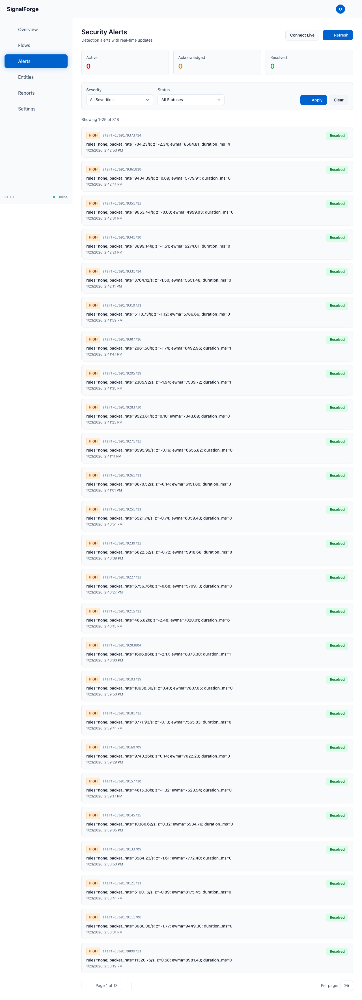 SignalForge
U
Overview
Flows
Alerts
Entities
Reports
Settings
v1.0.0
Online
Security Alerts
Detection alerts with real-time updates
Connect Live
Refresh
Active
0
Acknowledged
0
Resolved
0
Severity
All Severities
Status
All Statuses
Apply
Clear
Showing 1-25 of 318
HIGH alert-1769179373714 Resolved
rules=none; packet_rate=704.23/s; z=-2.34; ewma=6504.81; duration_ms=4
1/23/2026, 2:42:53 PM
HIGH alert-1769179361810 Resolved
rules=none; packet_rate=9404.39/s; z=0.09; ewma=5779.91; duration_ms=0
1/23/2026, 2:42:41 PM
HIGH alert-1769179351713 Resolved
rules=none; packet_rate=9063.44/s; z=-0.00; ewma=4959.03; duration_ms=0
1/23/2026, 2:42:31 PM
HIGH alert-1769179341710 Resolved
rules=none; packet_rate=3699.14/s; z=-1.51; ewma=5274.01; duration_ms=0
1/23/2026, 2:42:21 PM
HIGH alert-1769179331714 Resolved
rules=none; packet_rate=3764.12/s; z=-1.50; ewma=5651.48; duration_ms=0
1/23/2026, 2:42:11 PM
HIGH alert-1769179319731 Resolved
rules=none; packet_rate=5110.73/s; z=-1.12; ewma=5786.66; duration_ms=0
1/23/2026, 2:41:59 PM
HIGH alert-1769179307716 Resolved
rules=none; packet_rate=2961.50/s; z=-1.74; ewma=6492.96; duration_ms=1
1/23/2026, 2:41:47 PM
HIGH alert-1769179295719 Resolved
rules=none; packet_rate=2305.92/s; z=-1.94; ewma=7539.72; duration_ms=1
1/23/2026, 2:41:35 PM
HIGH alert-1769179283730 Resolved
rules=none; packet_rate=9523.81/s; z=0.10; ewma=7043.69; duration_ms=0
1/23/2026, 2:41:23 PM
HIGH alert-1769179271713 Resolved
rules=none; packet_rate=8595.99/s; z=-0.16; ewma=6655.62; duration_ms=0
1/23/2026, 2:41:11 PM
HIGH alert-1769179261711 Resolved
rules=none; packet_rate=8670.52/s; z=-0.14; ewma=6151.89; duration_ms=0
1/23/2026, 2:41:01 PM
HIGH alert-1769179251711 Resolved
rules=none; packet_rate=6521.74/s; z=-0.74; ewma=6059.43; duration_ms=0
1/23/2026, 2:40:51 PM
HIGH alert-1769179239712 Resolved
rules=none; packet_rate=6622.52/s; z=-0.72; ewma=5918.66; duration_ms=0
1/23/2026, 2:40:39 PM
HIGH alert-1769179227712 Resolved
rules=none; packet_rate=6756.76/s; z=-0.68; ewma=5709.13; duration_ms=0
1/23/2026, 2:40:27 PM
HIGH alert-1769179215712 Resolved
rules=none; packet_rate=465.62/s; z=-2.48; ewma=7020.01; duration_ms=6
1/23/2026, 2:40:15 PM
HIGH alert-1769179203804 Resolved
rules=none; packet_rate=1606.86/s; z=-2.17; ewma=8373.30; duration_ms=1
1/23/2026, 2:40:03 PM
HIGH alert-1769179193719 Resolved
rules=none; packet_rate=10638.30/s; z=0.40; ewma=7807.05; duration_ms=0
1/23/2026, 2:39:53 PM
HIGH alert-1769179181712 Resolved
rules=none; packet_rate=8771.93/s; z=-0.13; ewma=7565.83; duration_ms=0
1/23/2026, 2:39:41 PM
HIGH alert-1769179169709 Resolved
rules=none; packet_rate=9740.26/s; z=0.14; ewma=7022.23; duration_ms=0
1/23/2026, 2:39:29 PM
HIGH alert-1769179157710 Resolved
rules=none; packet_rate=4615.38/s; z=-1.32; ewma=7623.94; duration_ms=0
1/23/2026, 2:39:17 PM
HIGH alert-1769179145715 Resolved
rules=none; packet_rate=10380.62/s; z=0.32; ewma=6934.76; duration_ms=0
1/23/2026, 2:39:05 PM
HIGH alert-1769179133709 Resolved
rules=none; packet_rate=3584.23/s; z=-1.61; ewma=7772.40; duration_ms=0
1/23/2026, 2:38:53 PM
HIGH alert-1769179121711 Resolved
rules=none; packet_rate=6160.16/s; z=-0.89; ewma=8175.45; duration_ms=0
1/23/2026, 2:38:41 PM
HIGH alert-1769179111708 Resolved
rules=none; packet_rate=3080.08/s; z=-1.77; ewma=9449.30; duration_ms=0
1/23/2026, 2:38:31 PM
HIGH alert-1769179099721 Resolved
rules=none; packet_rate=11320.75/s; z=0.58; ewma=8981.43; duration_ms=0
1/23/2026, 2:38:19 PM
Page 1 of 13
Per page: 25